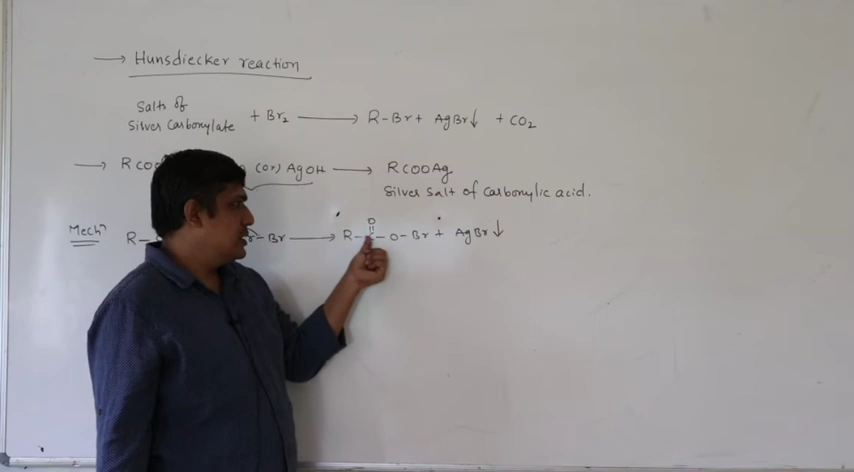 → Hunsdiecker reaction
Salts of
Silver Carbonylate + Br₂ ⟶ R-Br + AgBr↓ + CO₂
→ RCOO (or) AgOH ⟶ RCOOAg
Silver Salt of Carbonylic acid.
O
Mechⁿ R- -Br ⟶ R-C-O-Br + AgBr↓